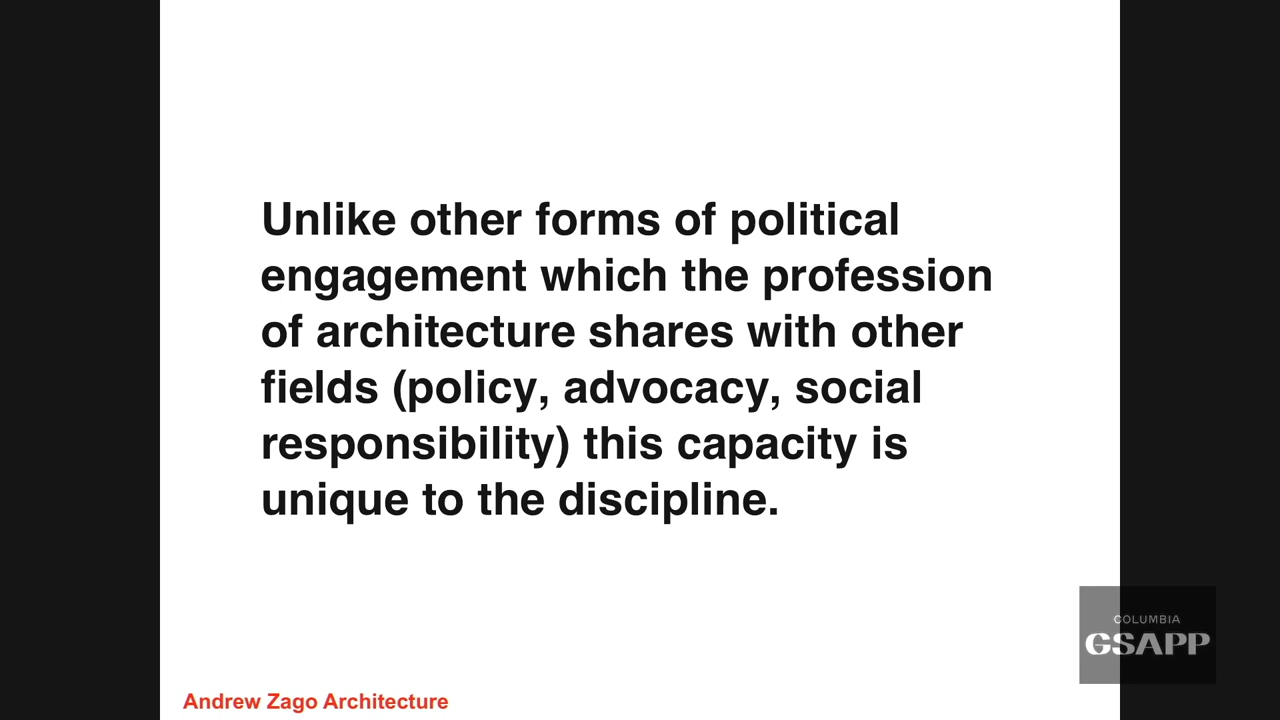 Unlike other forms of political
engagement which the profession
of architecture shares with other
fields (policy, advocacy, social
responsibility) this capacity is
unique to the discipline.
COLUMBIA
GSAPP
Andrew Zago Architecture